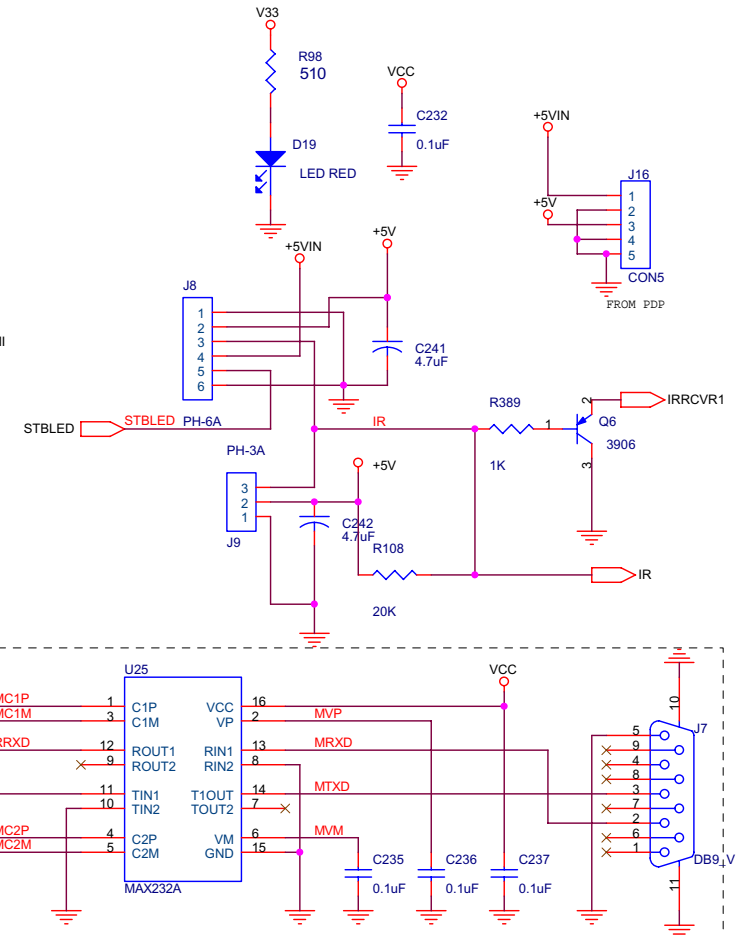 V33
R98
510
VCC
C232
0.1uF
D19
LED RED
+5VIN
J16
+5V
1
2
3
4
5
CON5
FROM PDP
+5V
+5VIN
J8
1
2
3
4
5
6
C241
4.7uF
STBLED
STBLED
PH-6A
IR
R389
1K
1
2
3
Q6
3906
IRRCVR1
PH-3A
+5V
3
2
1
J9
C242
4.7uF
R108
20K
IR
U25
VCC
MC1P 1 C1P VCC 16
MC1M 3 C1M VP 2 MVP
RRXD 12 ROUT1 RIN1 13 MRXD
9 ROUT2 RIN2 8
11 TIN1 T1OUT 14 MTXD
10 TIN2 TOUT2 7
MC2P 4 C2P VM 6 MVM
MC2M 5 C2M GND 15
MAX232A
C235
0.1uF
C236
0.1uF
C237
0.1uF
10
J7
5
9
4
8
3
7
2
6
1
DB9_V
11